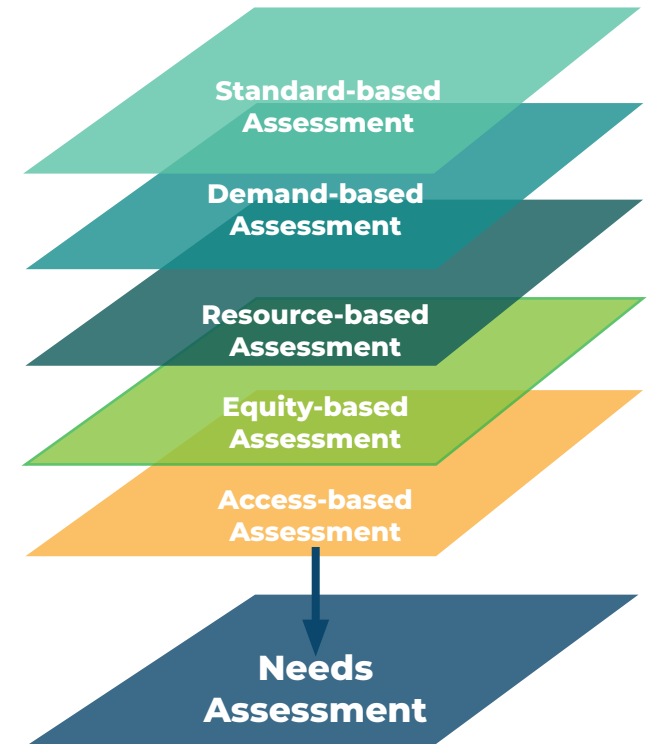 Standard-based
Assessment
Demand-based
Assessment
Resource-based
Assessment
Equity-based
Assessment
Access-based
Assessment
Needs
Assessment